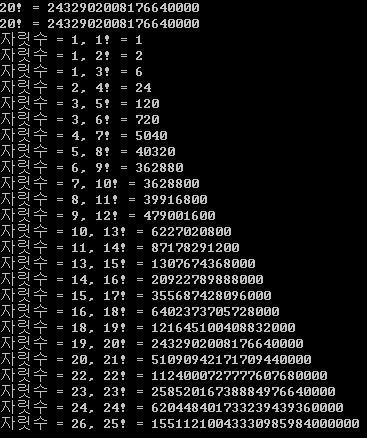 20! = 2432902008176640000
20! = 2432902008176640000
자릿수 = 1, 1! = 1
자릿수 = 1, 2! = 2
자릿수 = 1, 3! = 6
자릿수 = 2, 4! = 24
자릿수 = 3, 5! = 120
자릿수 = 3, 6! = 720
자릿수 = 4, 7! = 5040
자릿수 = 5, 8! = 40320
자릿수 = 6, 9! = 362880
자릿수 = 7, 10! = 3628800
자릿수 = 8, 11! = 39916800
자릿수 = 9, 12! = 479001600
자릿수 = 10, 13! = 6227020800
자릿수 = 11, 14! = 87178291200
자릿수 = 13, 15! = 1307674368000
자릿수 = 14, 16! = 20922789888000
자릿수 = 15, 17! = 355687428096000
자릿수 = 16, 18! = 6402373705728000
자릿수 = 18, 19! = 121645100408832000
자릿수 = 19, 20! = 2432902008176640000
자릿수 = 20, 21! = 51090942171709440000
자릿수 = 22, 22! = 1124000727777607680000
자릿수 = 23, 23! = 25852016738884976640000
자릿수 = 24, 24! = 620448401733239439360000
자릿수 = 26, 25! = 15511210043330985984000000